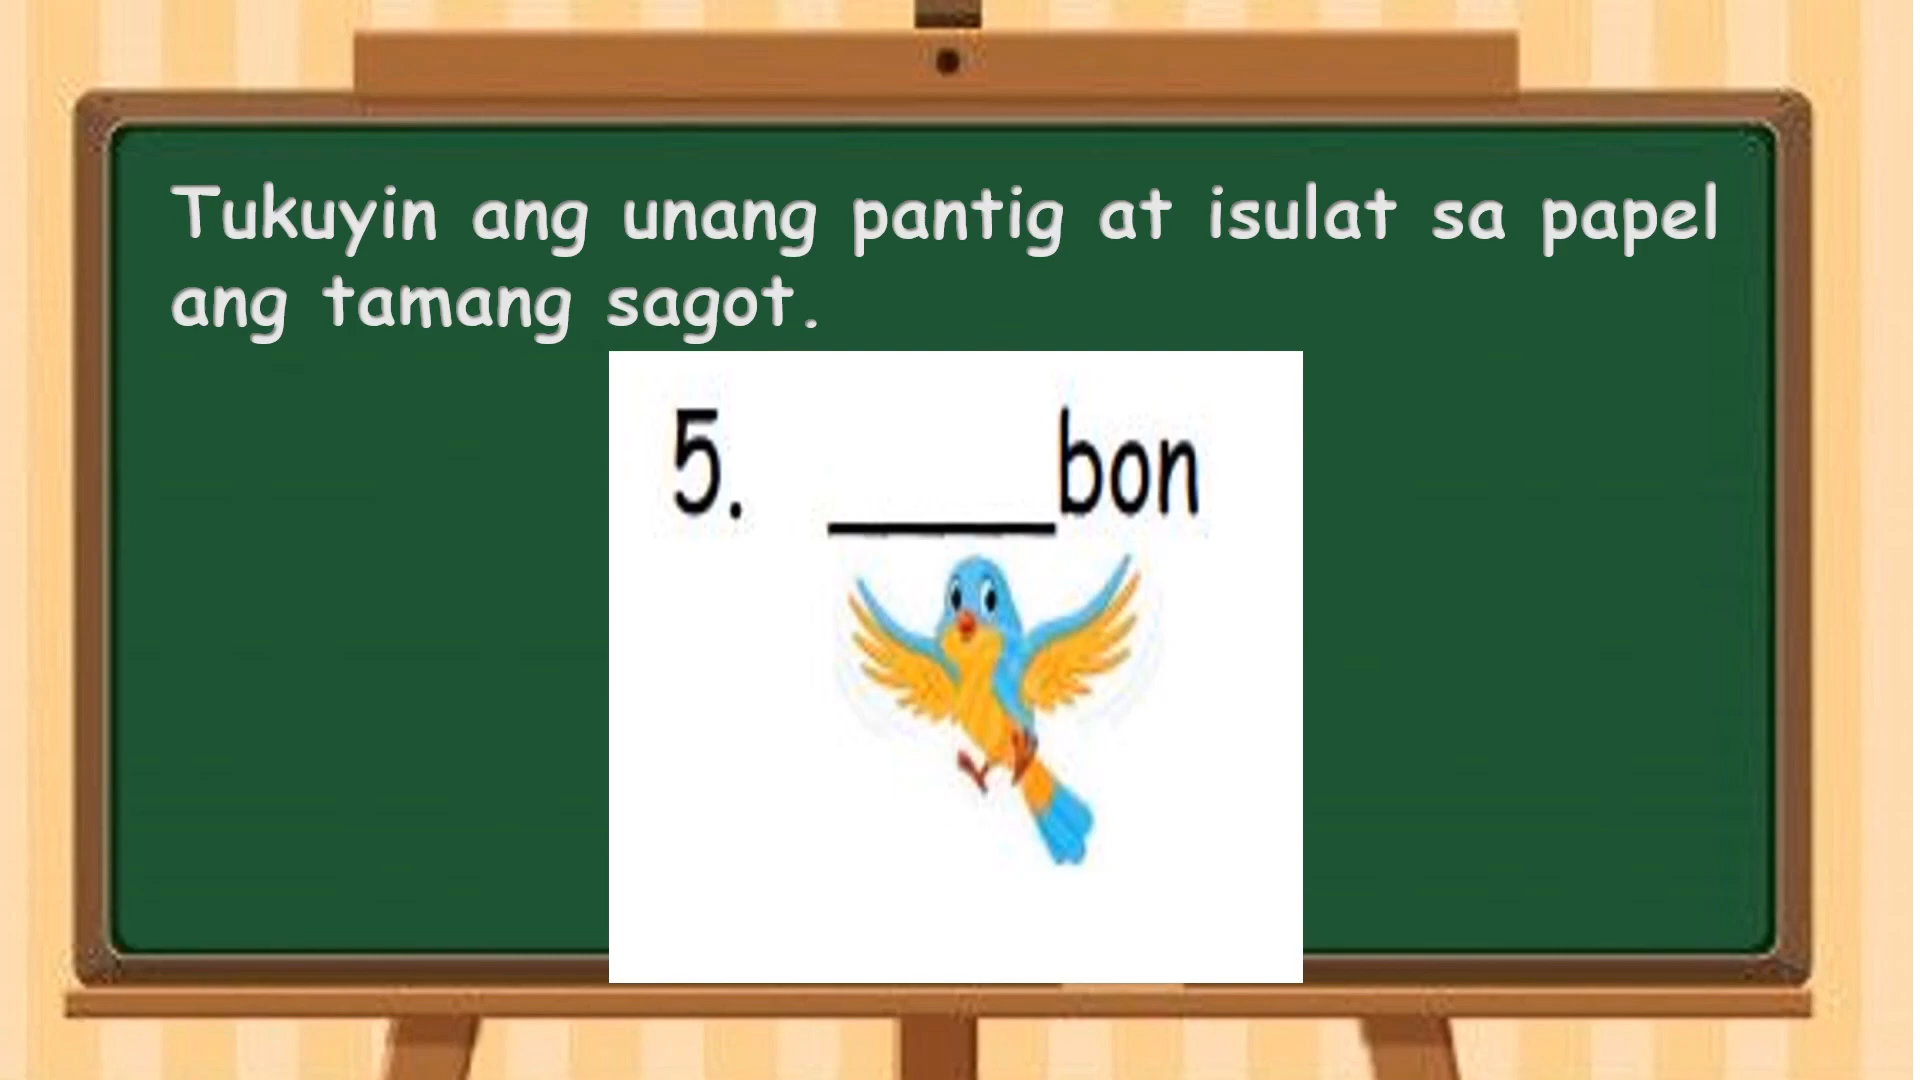 Tukuyin ang unang pantig at isulat sa papel
ang tamang sagot.
5. ____bon